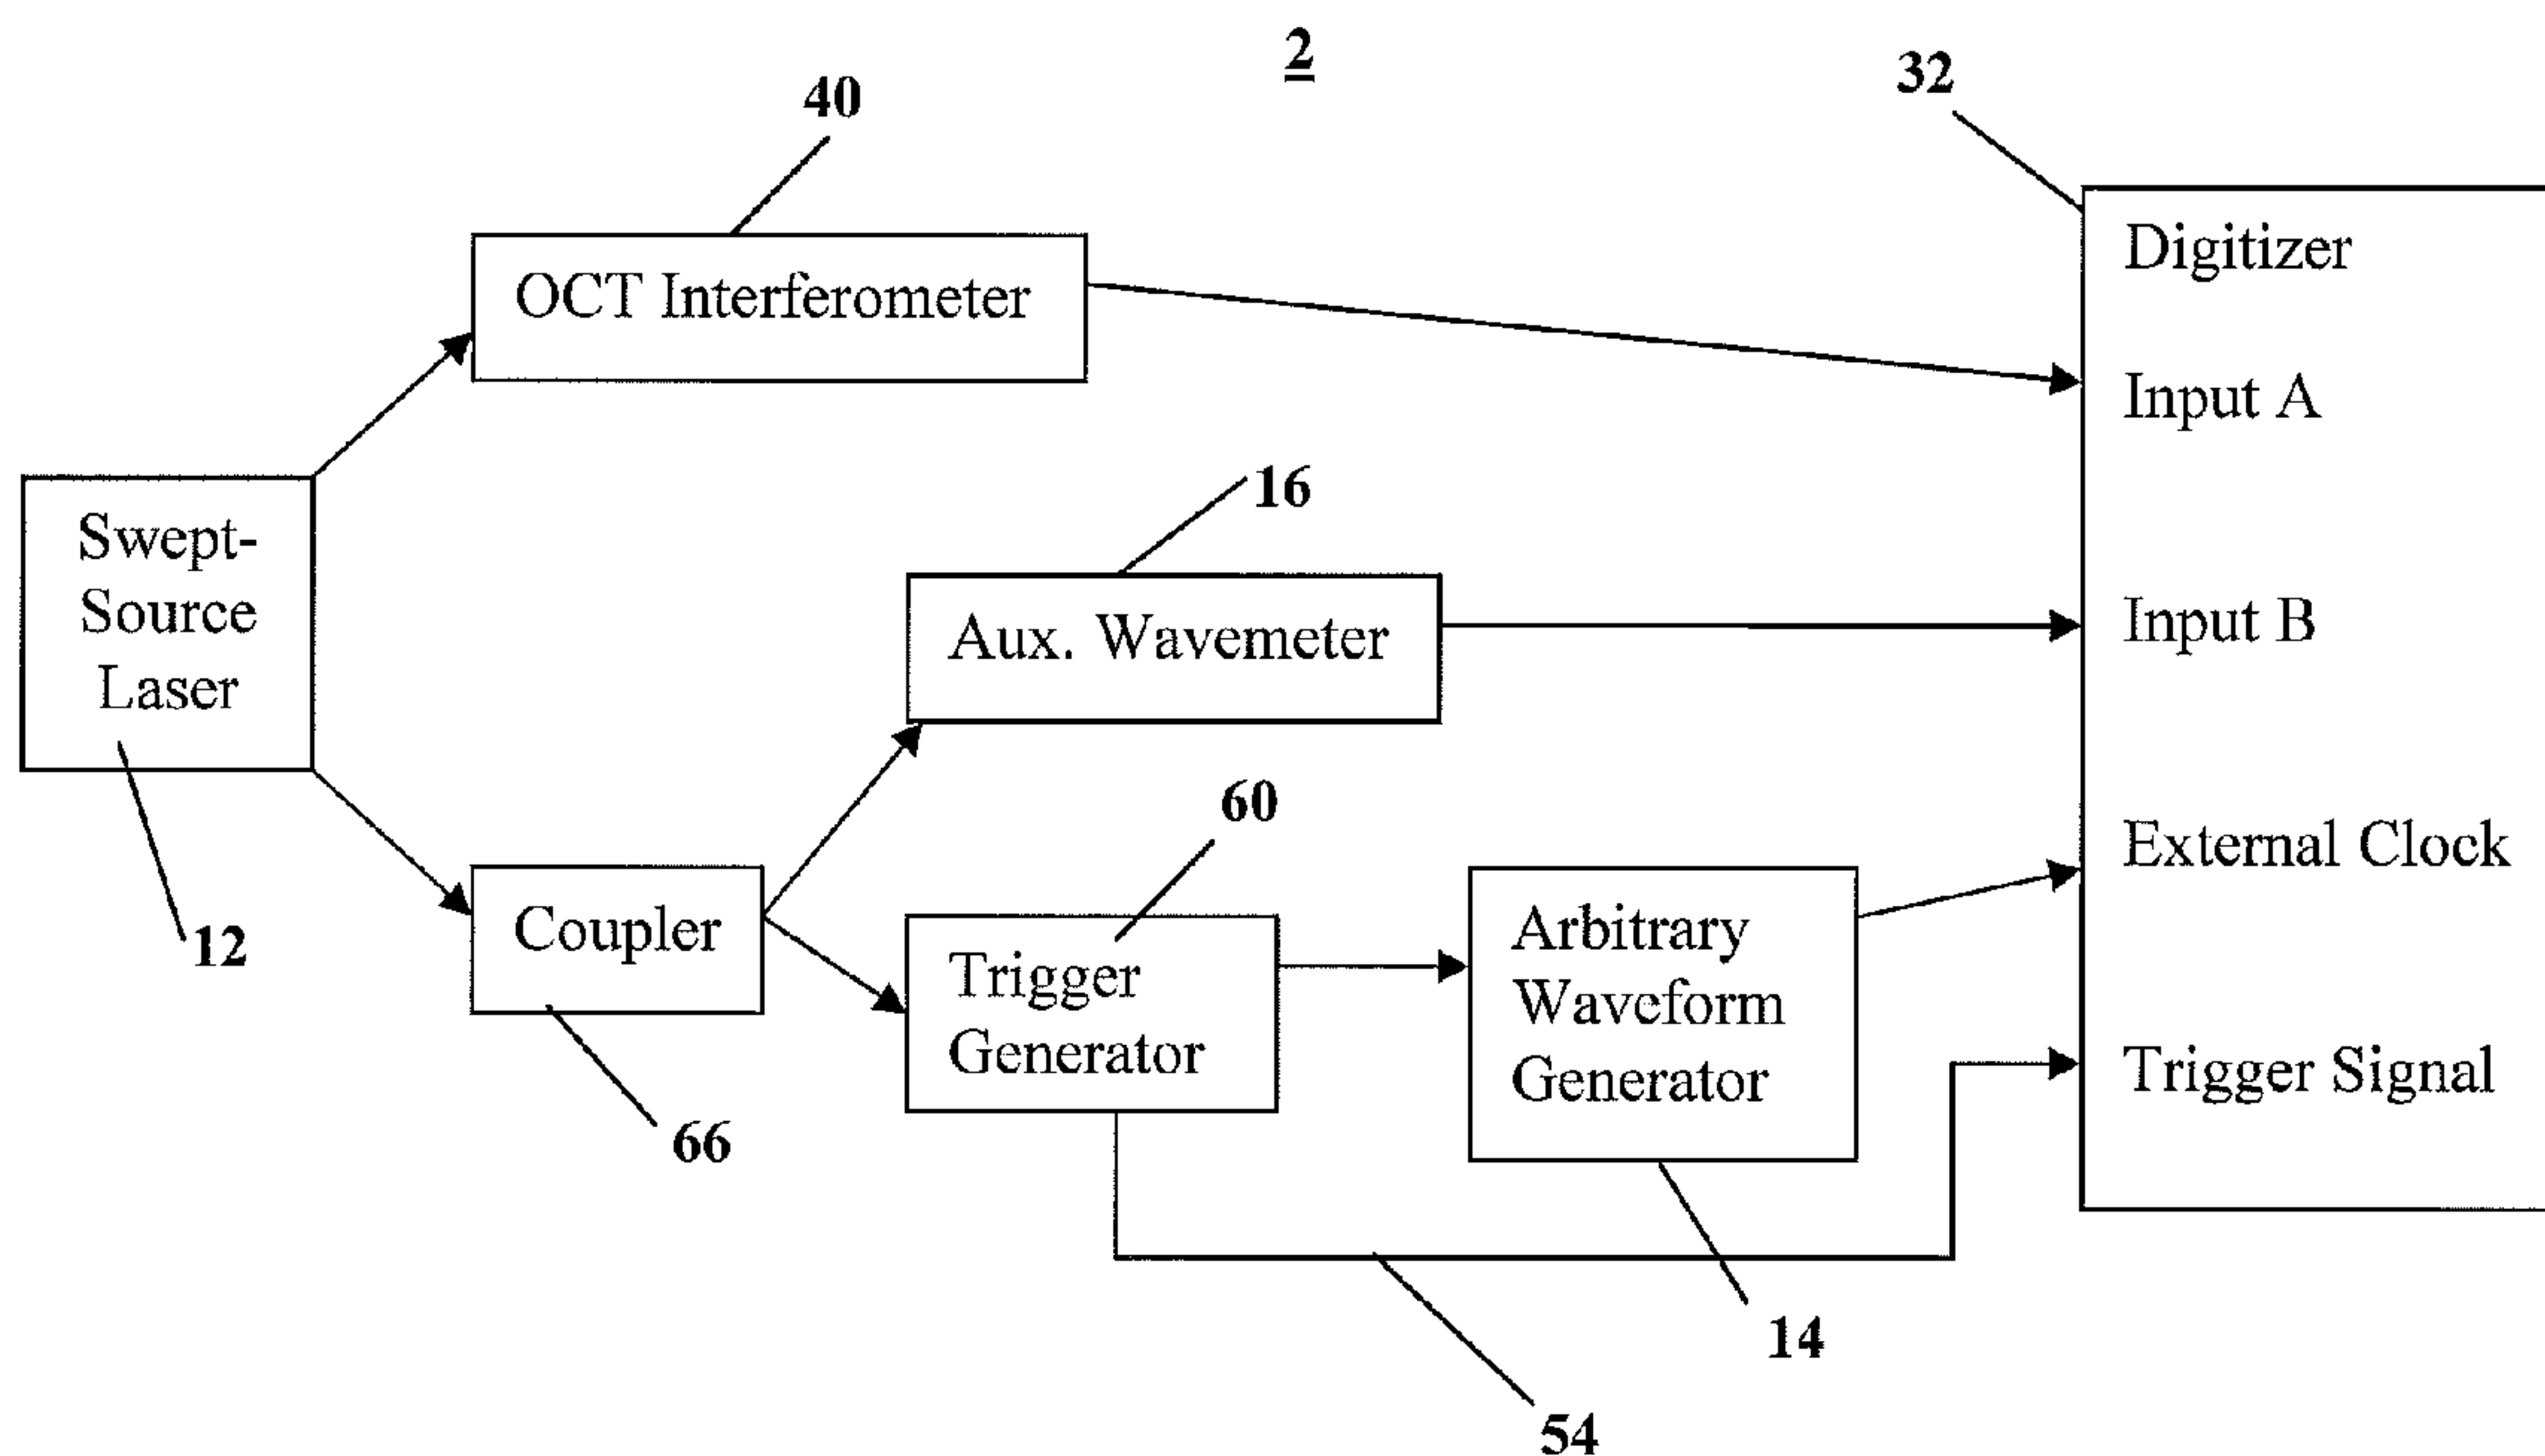 2
40
32
OCT Interferometer
Digitizer
Input A
16
Swept-
Source
Laser
Aux. Wavemeter
Input B
60
12
Coupler
66
Trigger
Generator
Arbitrary
Waveform
Generator
External Clock
Trigger Signal
14
54